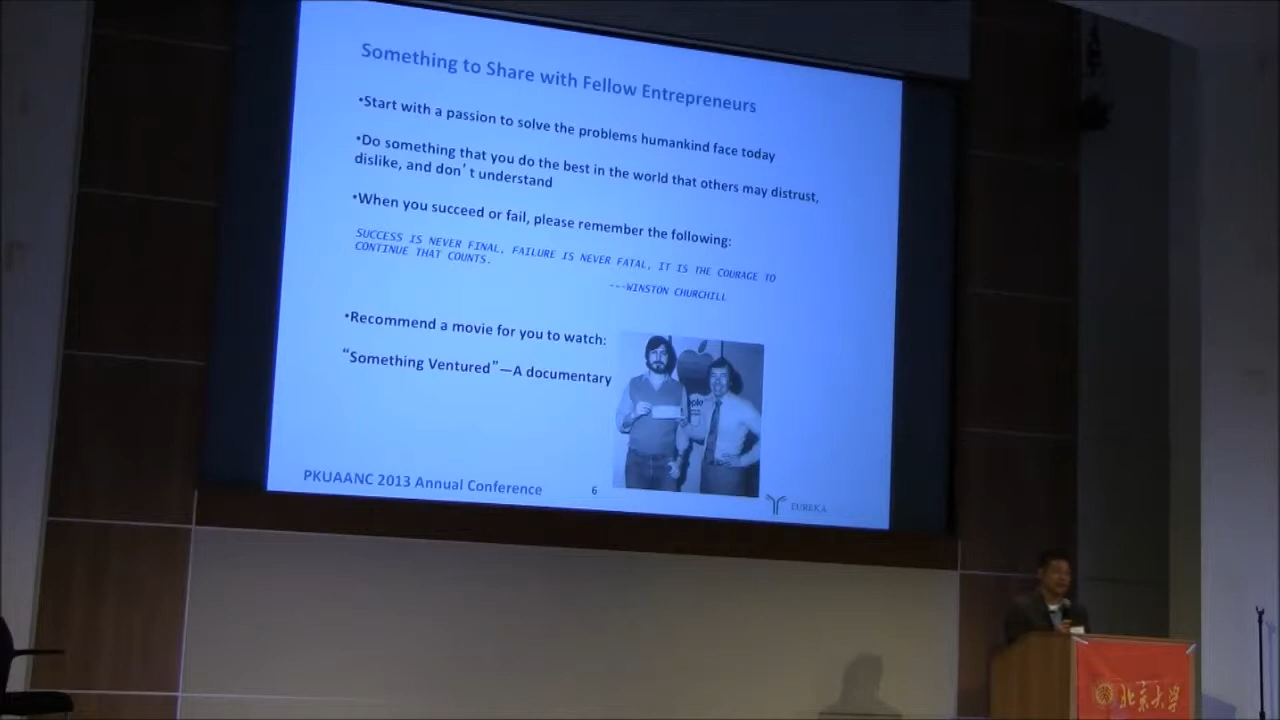 Something to Share with Fellow Entrepreneurs
•Start with a passion to solve the problems humankind face today
•Do something that you do the best in the world that others may distrust,
dislike, and don't understand
•When you succeed or fail, please remember the following:
SUCCESS IS NEVER FINAL, FAILURE IS NEVER FATAL, IT IS THE COURAGE TO
CONTINUE THAT COUNTS.
---WINSTON CHURCHILL
•Recommend a movie for you to watch:
“Something Ventured”—A documentary
PKUAANC 2013 Annual Conference
6
EUREKA
北京大学